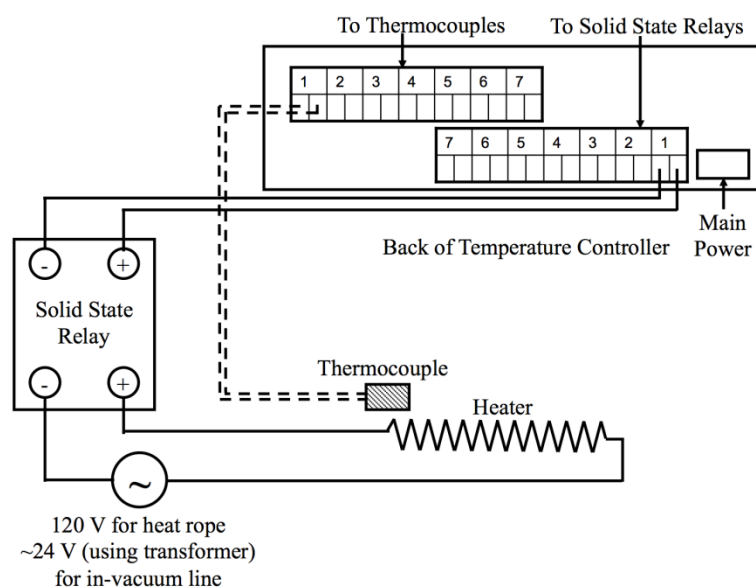 To Thermocouples
To Solid State Relays
1 2 3 4 5 6 7
7 6 5 4 3 2 1
Main
Power
Back of Temperature Controller
- +
Solid State
Relay
- +
Thermocouple
Heater
~
120 V for heat rope
~24 V (using transformer)
for in-vacuum line